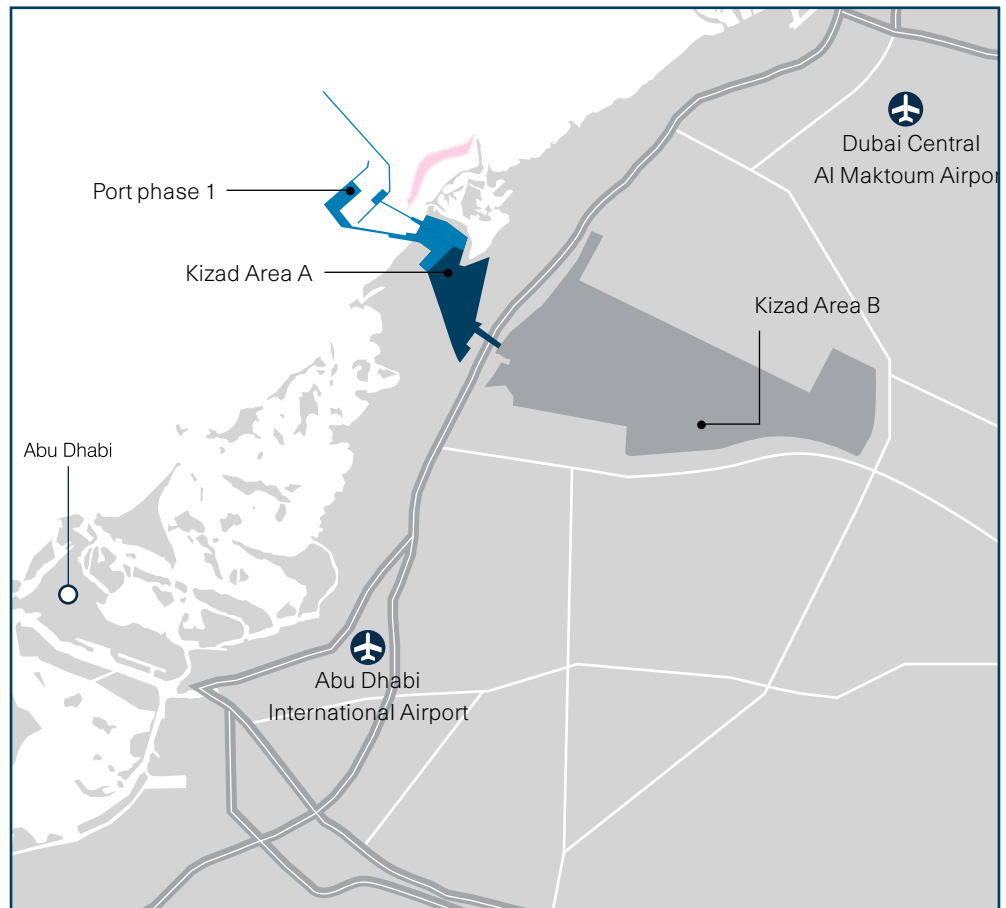 Dubai Central
Al Maktoum Airpor
Port phase 1
Kizad Area A
Kizad Area B
Abu Dhabi
Abu Dhabi
International Airport